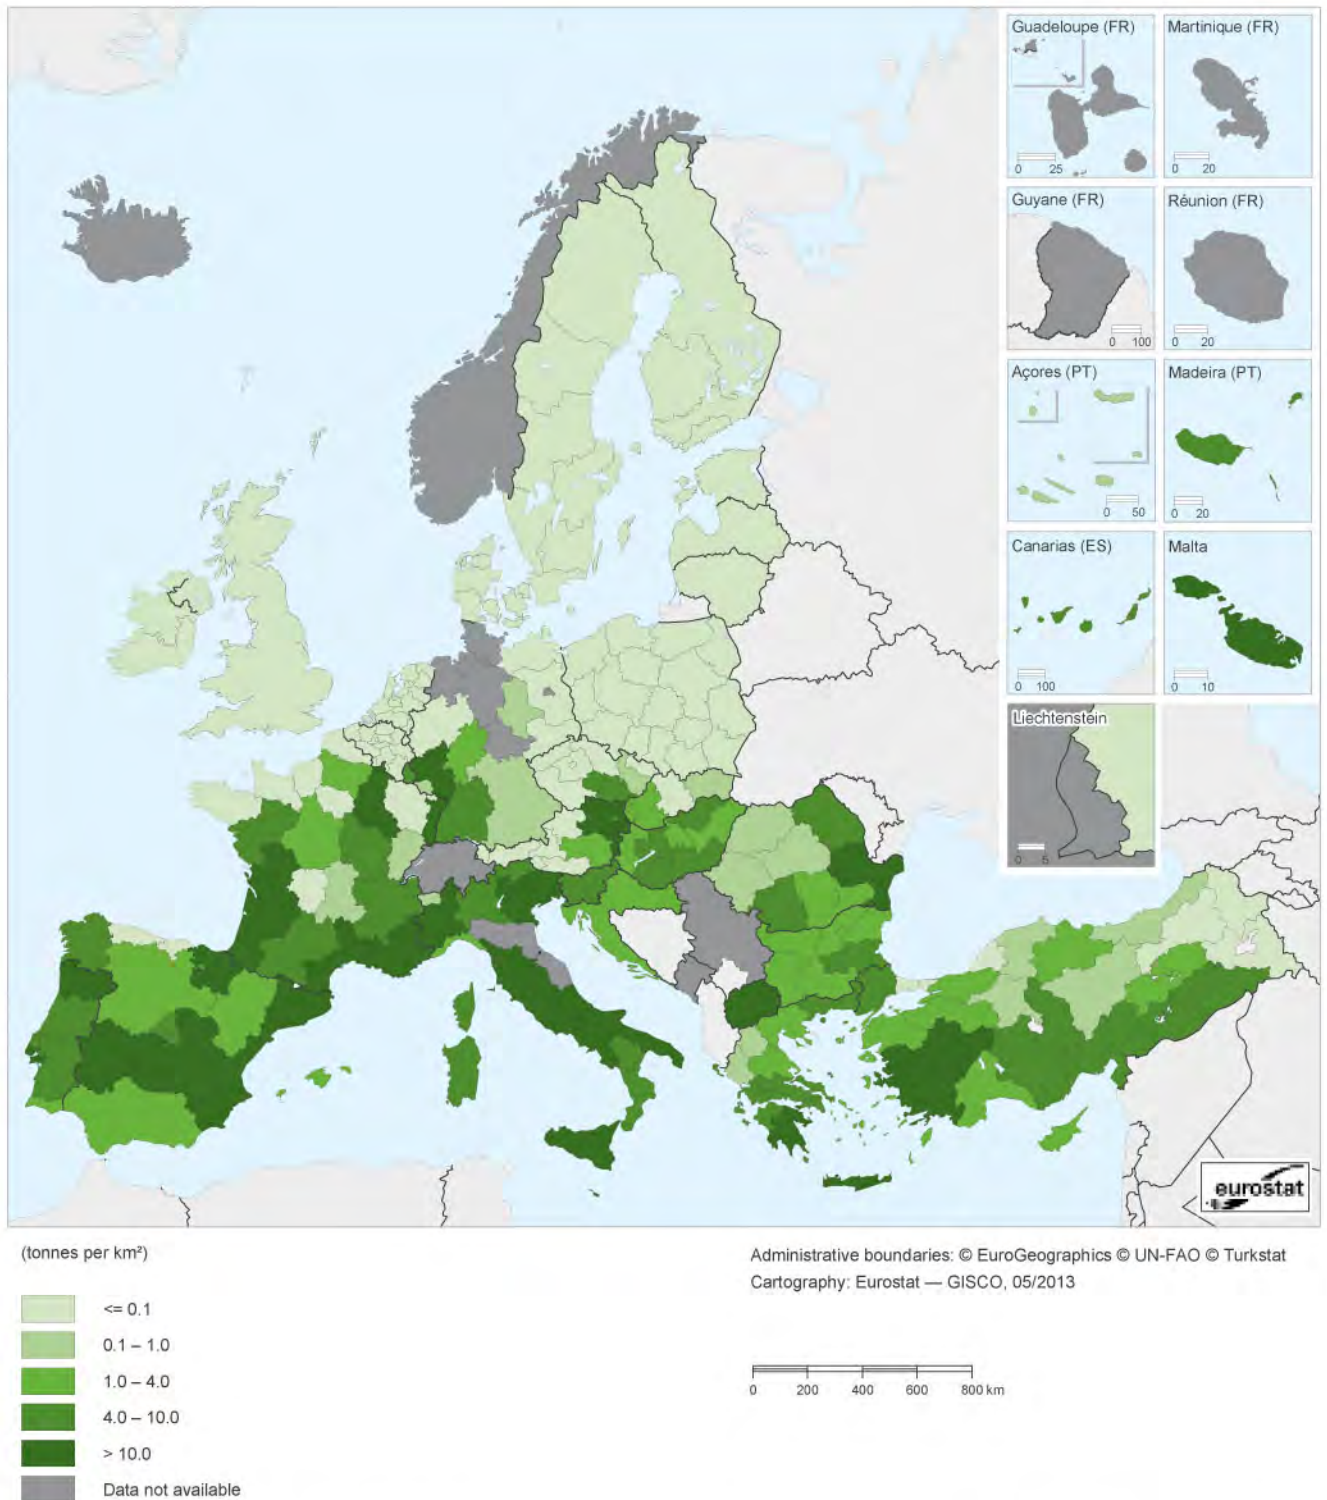 Guadeloupe (FR)
0 25
Martinique (FR)
0 20
Guyane (FR)
0 100
Réunion (FR)
0 20
Açores (PT)
0 50
Madeira (PT)
0 20
Canarias (ES)
0 100
Malta
0 10
Liechtenstein
0 5
eurostat
(tonnes per km²)
<= 0.1
0.1 – 1.0
1.0 – 4.0
4.0 – 10.0
> 10.0
Data not available
Administrative boundaries: © EuroGeographics © UN-FAO © Turkstat
Cartography: Eurostat — GISCO, 05/2013
0 200 400 600 800 km